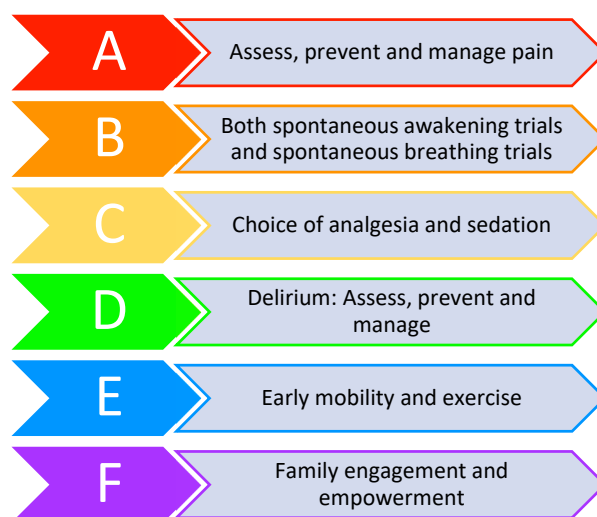 A
Assess, prevent and manage pain
B
Both spontaneous awakening trials
and spontaneous breathing trials
C
Choice of analgesia and sedation
D
Delirium: Assess, prevent and
manage
E
Early mobility and exercise
F
Family engagement and
empowerment